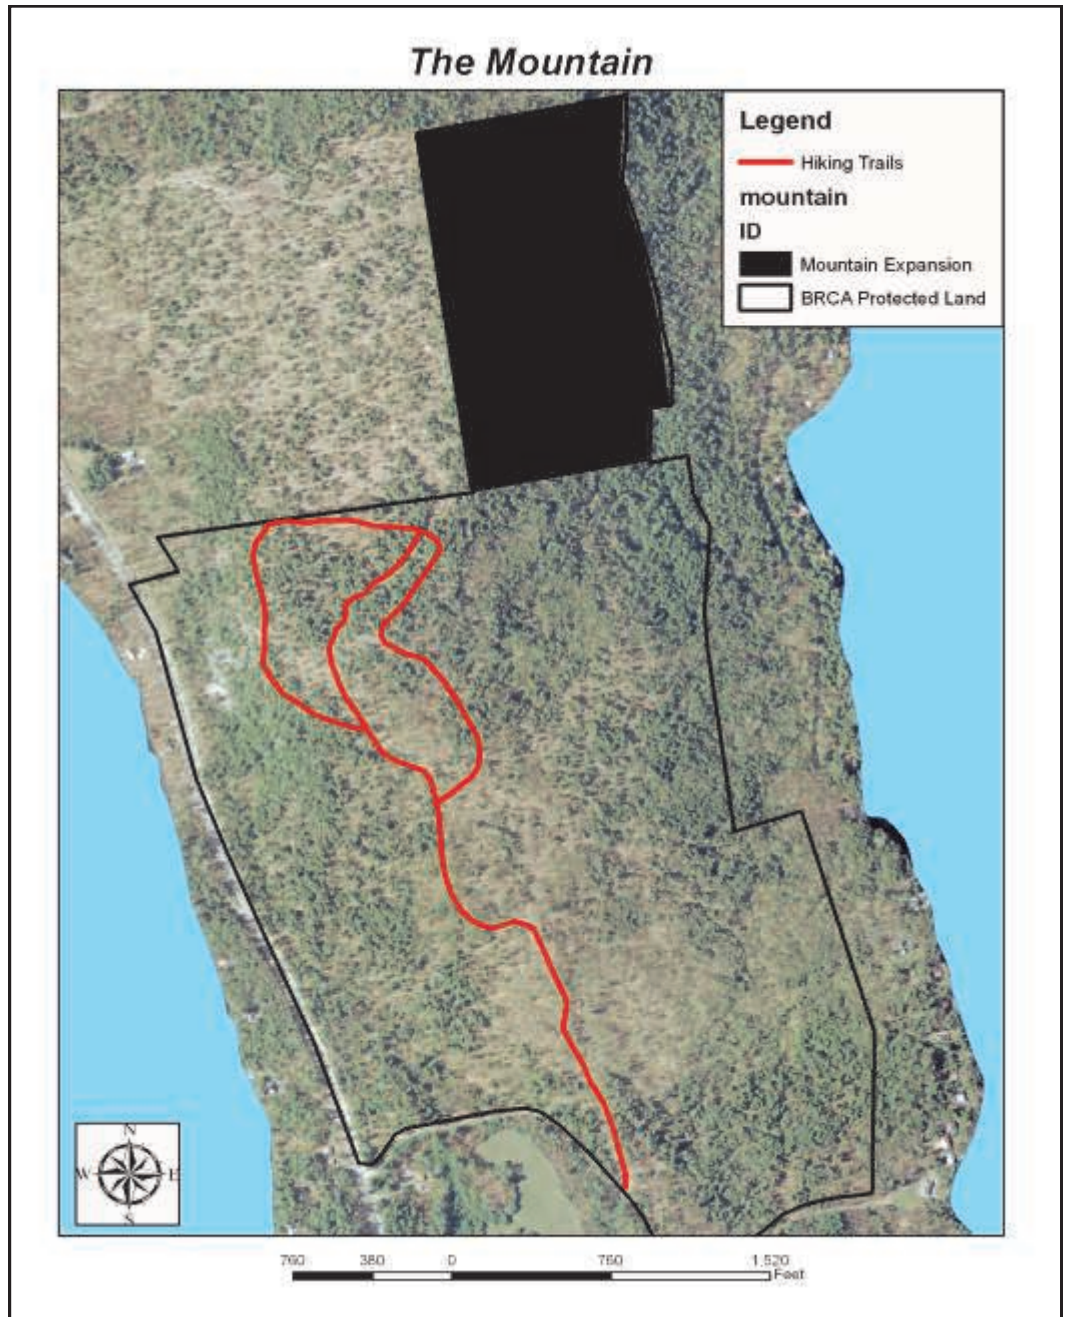 The Mountain
Legend
Hiking Trails
mountain
ID
Mountain Expansion
BRCA Protected Land
N
W E
S
760 380 0 760 1,520
Feet